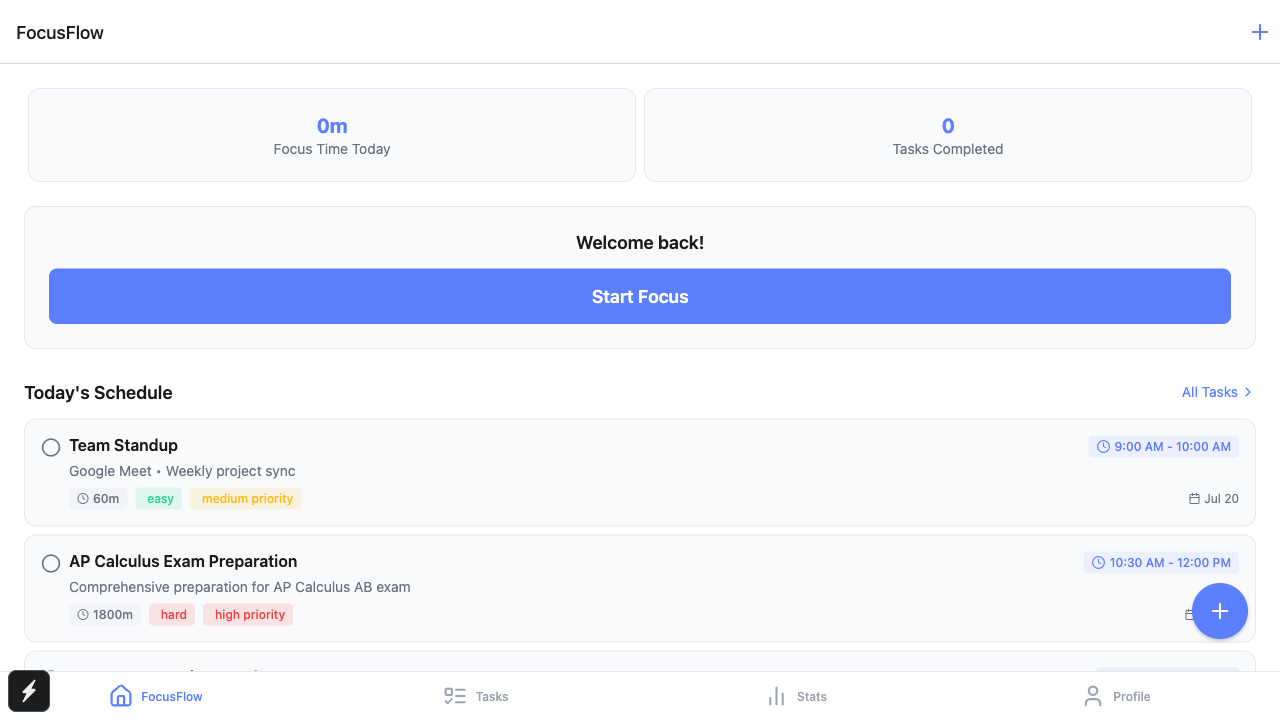 FocusFlow
0m
Focus Time Today
0
Tasks Completed
Welcome back!
Start Focus
Today's Schedule
All Tasks
Team Standup
9:00 AM - 10:00 AM
Google Meet • Weekly project sync
60m easy medium priority
Jul 20
AP Calculus Exam Preparation
10:30 AM - 12:00 PM
Comprehensive preparation for AP Calculus AB exam
1800m hard high priority
FocusFlow
Tasks
Stats
Profile